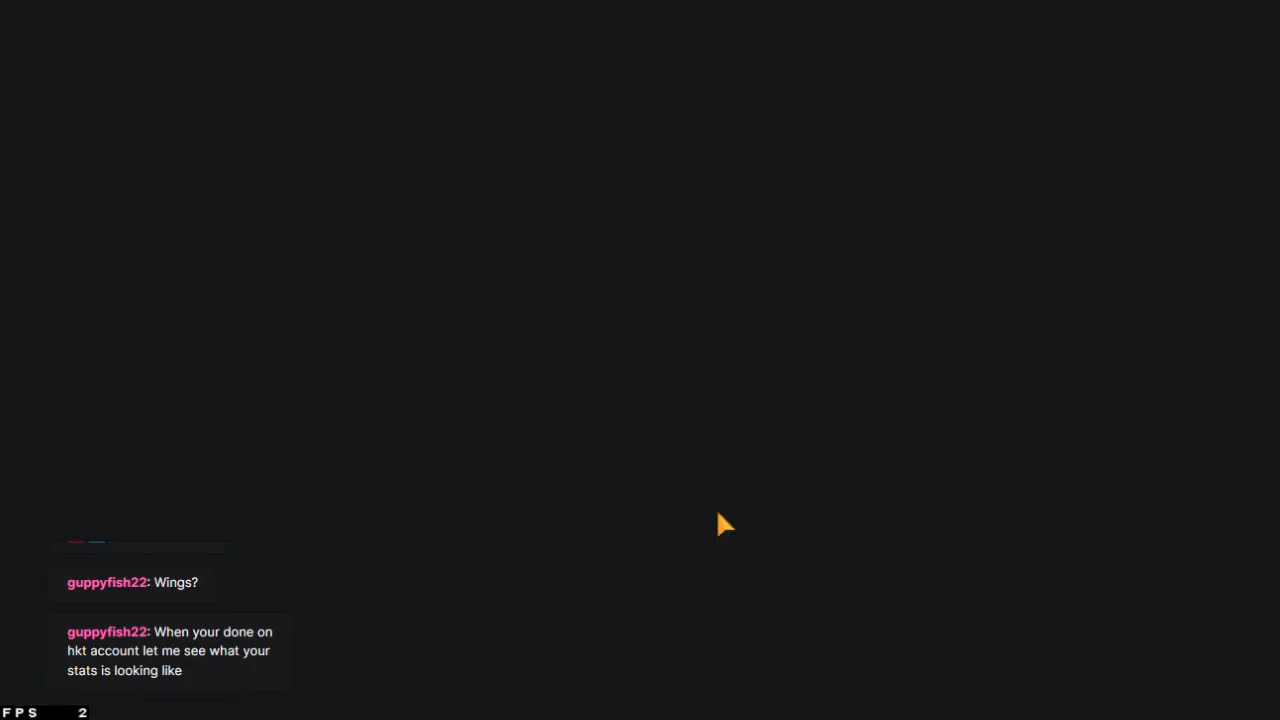 guppyfish22: Wings?
guppyfish22: When your done on
hkt account let me see what your
stats is looking like
FPS 2